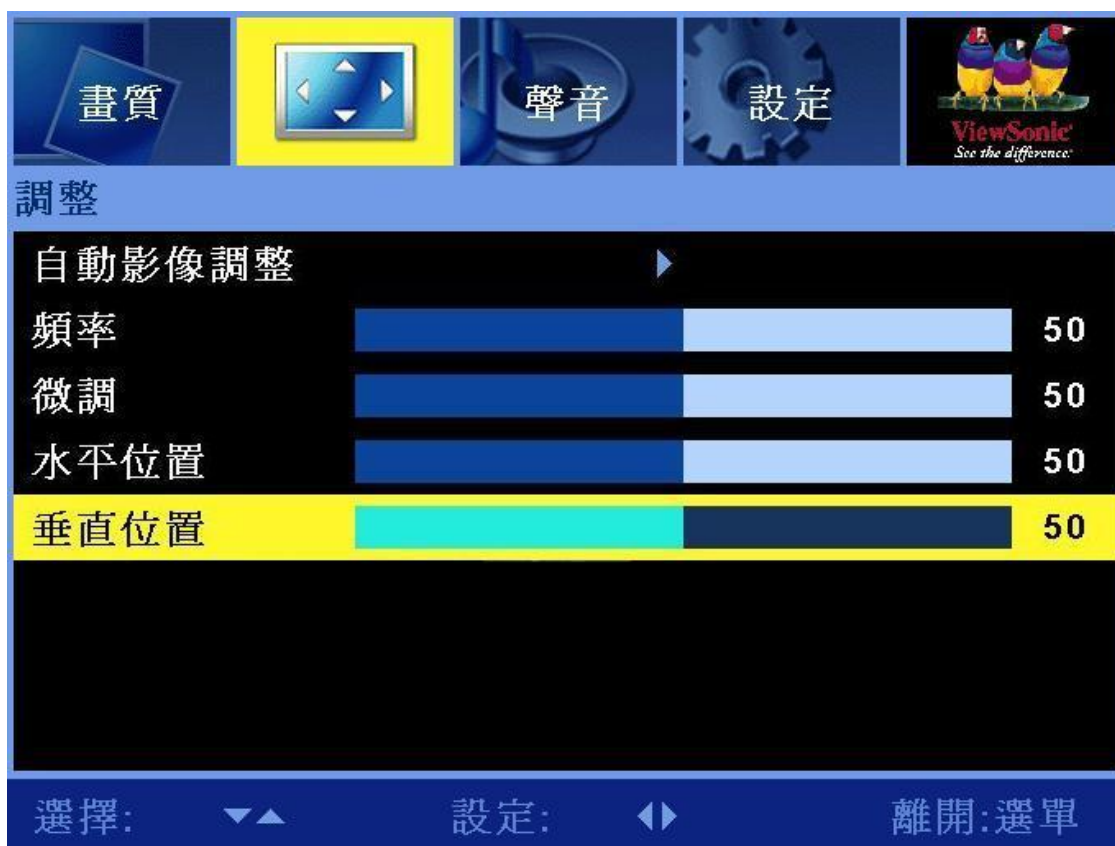 畫質
聲音
設定
ViewSonic®
See the difference.™
調整
自動影像調整
頻率 50
微調 50
水平位置 50
垂直位置 50
選擇: ▼▲ 設定: ◀▶ 離開:選單